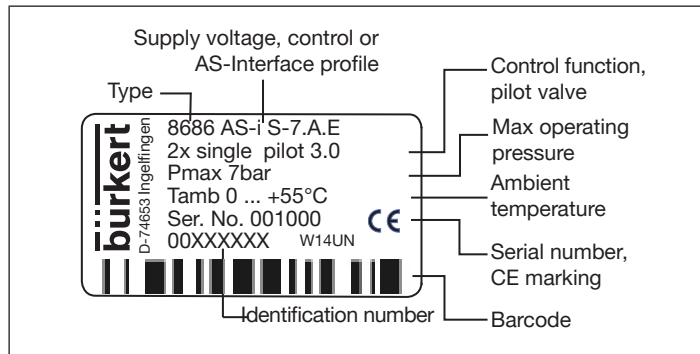 Supply voltage, control or
AS-Interface profile
Type
Control function,
pilot valve
Max operating
pressure
Ambient
temperature
Serial number,
CE marking
Barcode
Identification number
bürkert
D-74653 Ingelfingen
8686 AS-i S-7.A.E
2x single pilot 3.0
Pmax 7bar
Tamb 0 ... +55°C
Ser. No. 001000
CE
00XXXXXX W14UN